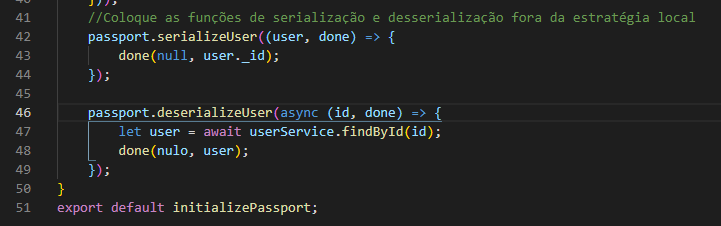 40 }));
41 //Coloque as funções de serialização e desserialização fora da estratégia local
42 passport.serializeUser((user, done) => {
43 done(null, user._id);
44 });
45
46 passport.deserializeUser(async (id, done) => {
47 let user = await userService.findById(id);
48 done(nulo, user);
49 });
50 }
51 export default initializePassport;